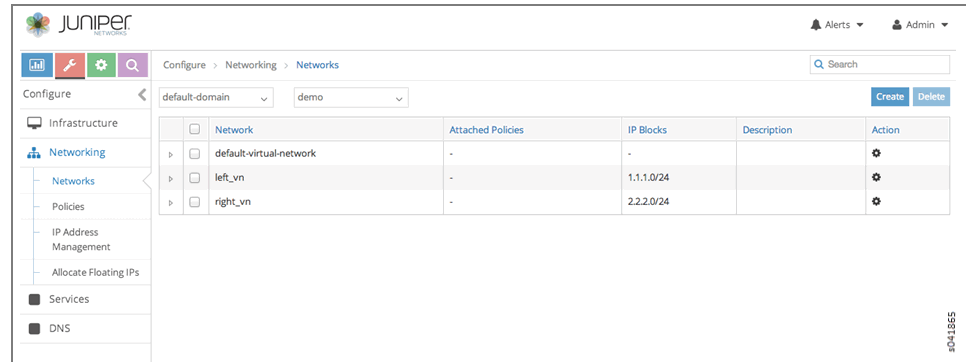 JUNIPER
NETWORKS
Alerts
Admin
Configure > Networking > Networks
Search
Configure
default-domain
demo
Create
Delete
Infrastructure
Networking
Networks
Policies
IP Address
Management
Allocate Floating IPs
Services
DNS
Network Attached Policies IP Blocks Description Action
default-virtual-network - -
left_vn - 1.1.1.0/24
right_vn - 2.2.2.0/24
s041865